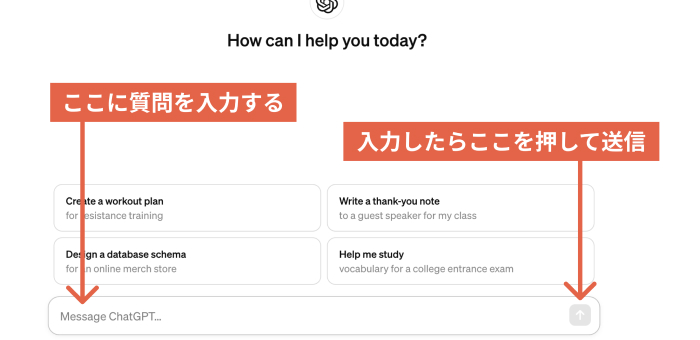 How can I help you today?
ここに質問を入力する
入力したらここを押して送信
Create a workout plan
for resistance training
Write a thank-you note
to a guest speaker for my class
Design a database schema
for an online merch store
Help me study
vocabulary for a college entrance exam
Message ChatGPT...